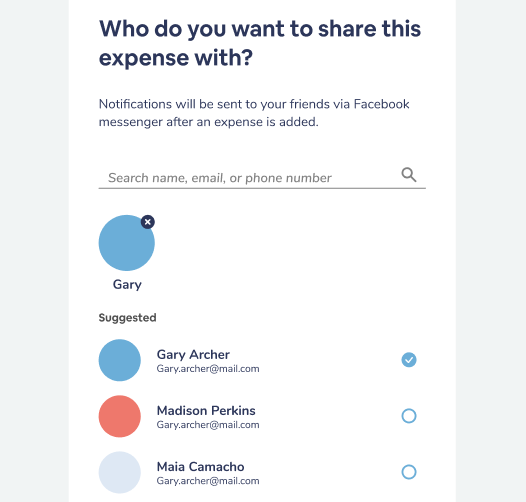 Who do you want to share this
expense with?
Notifications will be sent to your friends via Facebook
messenger after an expense is added.
Search name, email, or phone number
Gary
Suggested
Gary Archer
Gary.archer@mail.com
Madison Perkins
Gary.archer@mail.com
Maia Camacho
Gary.archer@mail.com